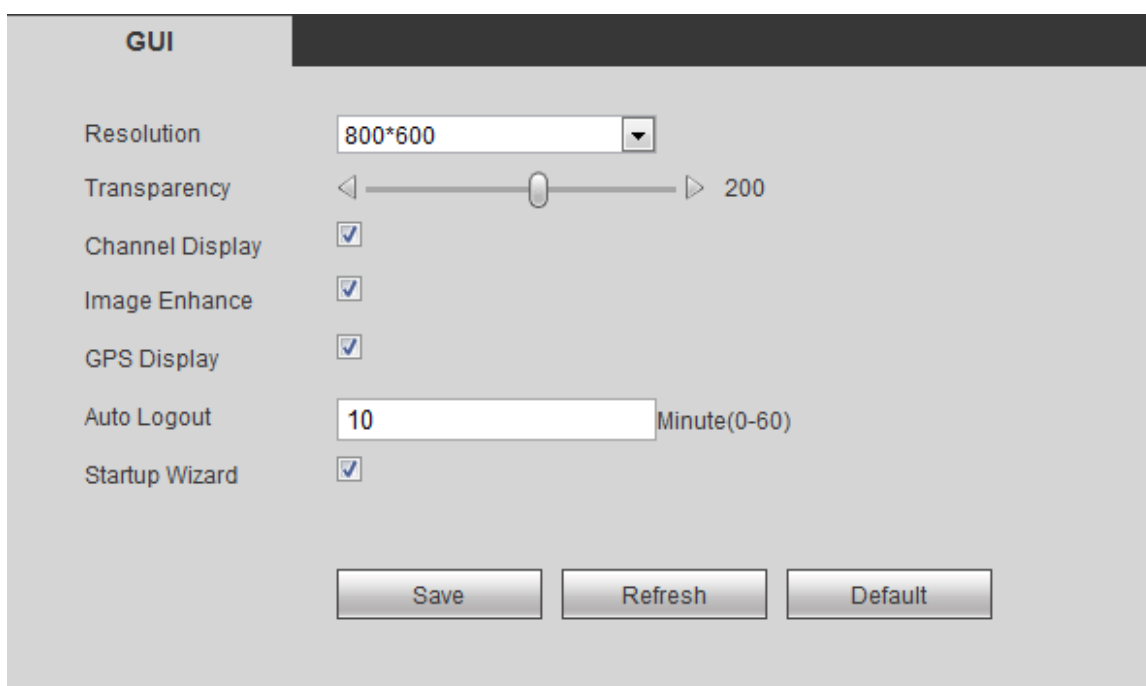 GUI
Resolution 800*600
Transparency 200
Channel Display
Image Enhance
GPS Display
Auto Logout 10 Minute(0-60)
Startup Wizard
Save Refresh Default